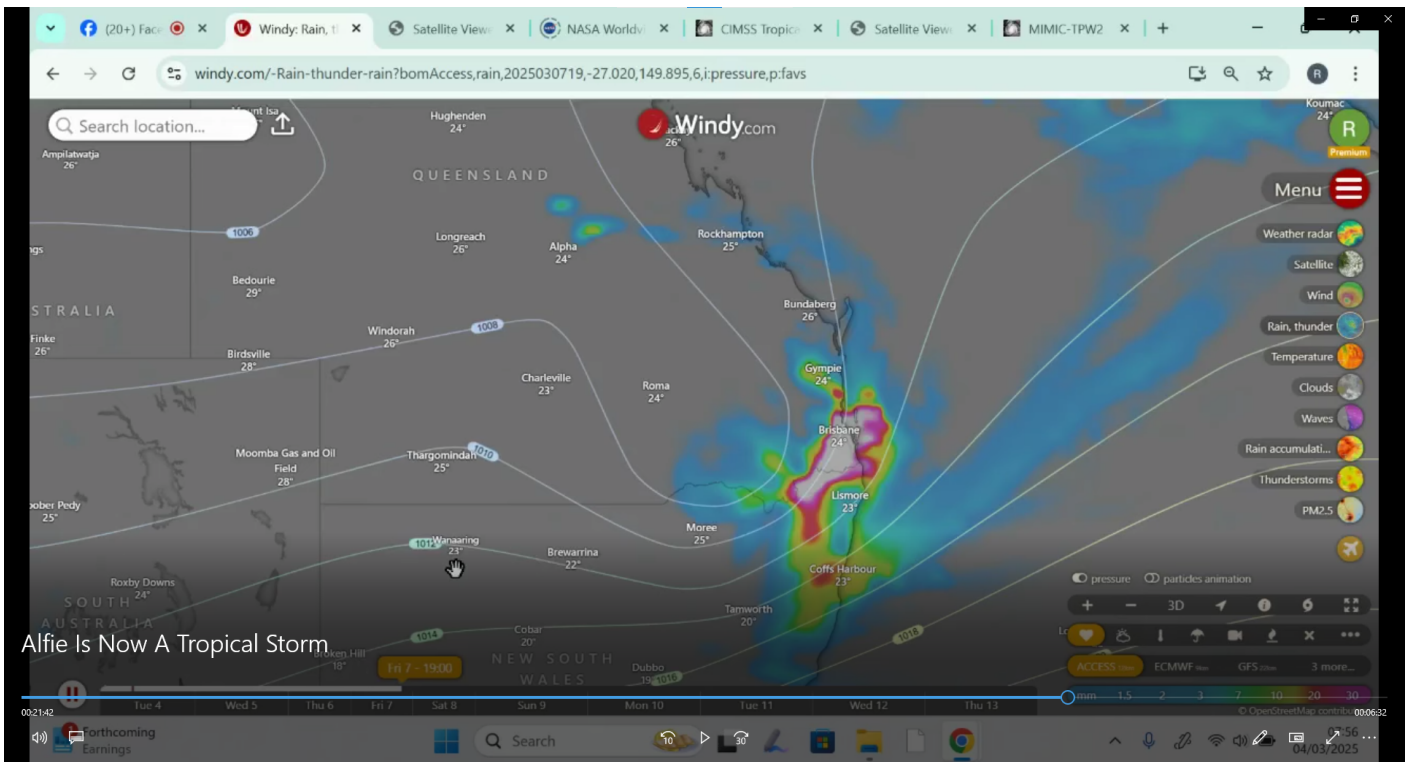 (20+) Face
Windy: Rain, t
Satellite View
NASA Worldv
CIMSS Tropica
Satellite View
MIMIC-TPW2
windy.com/-Rain-thunder-rain?bomAccess,rain,2025030719,-27.020,149.895,6,i:pressure,p:favs
Search location...
Hughenden
24°
Windy.com
26°
Koumac
24°
R
Premium
Ampilatwatja
26°
QUEENSLAND
Menu
1006
Longreach
26°
Alpha
24°
Rockhampton
25°
Weather radar
Satellite
Bedourie
29°
Wind
STRALIA
Bundaberg
26°
Rain, thunder
Finke
26°
Windorah
26°
1008
Birdsville
28°
Temperature
Gympie
24°
Charleville
23°
Roma
24°
Clouds
Waves
Brisbane
24°
Rain accumulati...
Moomba Gas and Oil
Field
28°
Thargomindah
25°
1010
Thunderstorms
Lismore
23°
PM2.5
ober Pedy
25°
Moree
25°
1012
Wanaaring
23°
Brewarrina
22°
Coffs Harbour
23°
pressure
particles animation
Roxby Downs
24°
SOUTH
AUSTRALIA
3D
Tamworth
20°
Alfie Is Now A Tropical Storm
1014
Cobar
20°
1018
Broken Hill
18°
NEW SOUTH
WALES
Dubbo
19°
1016
Fri 7 - 19:00
ACCESS
ECMWF
GFS
3 more...
mm 1.5 2 3 7 10 20 30
Tue 4 Wed 5 Thu 6 Fri 7 Sat 8 Sun 9 Mon 10 Tue 11 Wed 12 Thu 13
© OpenStreetMap contribu
00:21:42
00:06:32
Forthcoming
Earnings
Search
10
30
07:56
04/03/2025